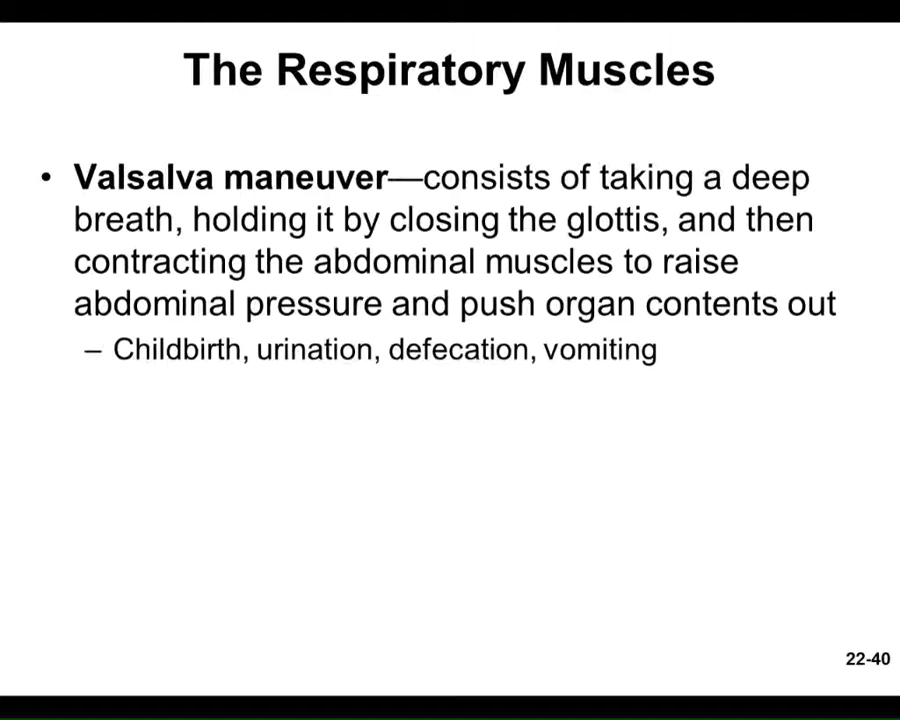 The Respiratory Muscles
• Valsalva maneuver—consists of taking a deep
breath, holding it by closing the glottis, and then
contracting the abdominal muscles to raise
abdominal pressure and push organ contents out
– Childbirth, urination, defecation, vomiting
22-40